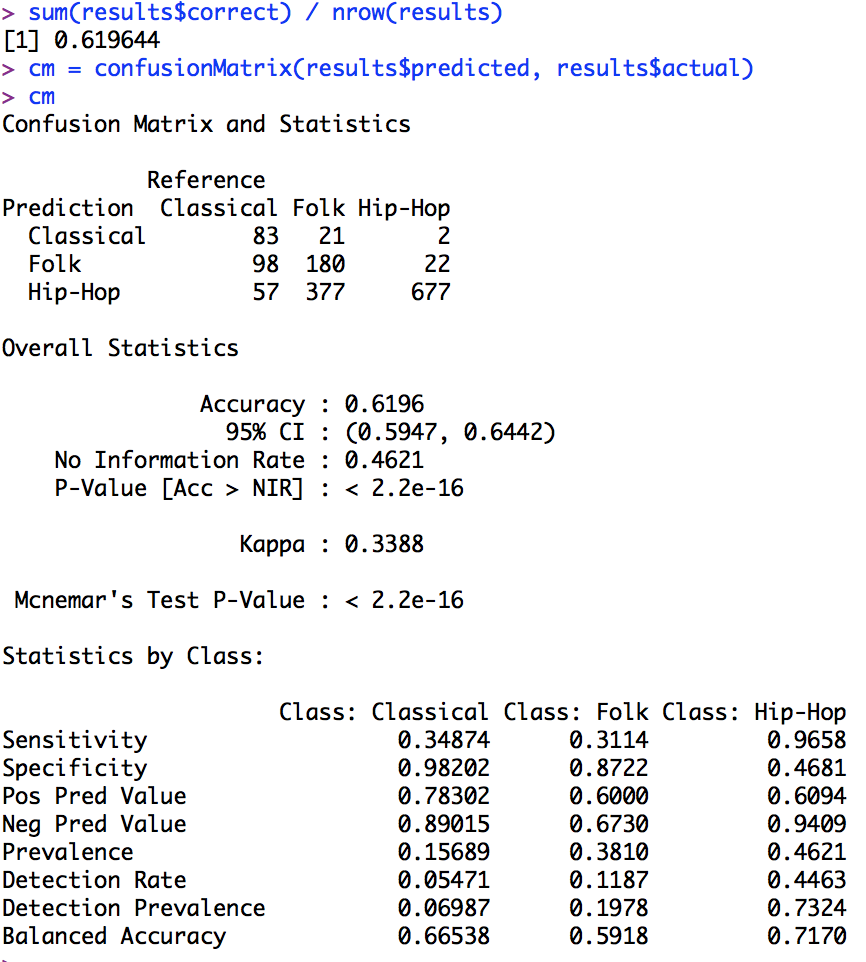 > sum(results$correct) / nrow(results)
[1] 0.619644
> cm = confusionMatrix(results$predicted, results$actual)
> cm
Confusion Matrix and Statistics
Reference
Prediction Classical Folk Hip-Hop
Classical 83 21 2
Folk 98 180 22
Hip-Hop 57 377 677
Overall Statistics
Accuracy : 0.6196
95% CI : (0.5947, 0.6442)
No Information Rate : 0.4621
P-Value [Acc > NIR] : < 2.2e-16
Kappa : 0.3388
Mcnemar's Test P-Value : < 2.2e-16
Statistics by Class:
Class: Classical Class: Folk Class: Hip-Hop
Sensitivity 0.34874 0.3114 0.9658
Specificity 0.98202 0.8722 0.4681
Pos Pred Value 0.78302 0.6000 0.6094
Neg Pred Value 0.89015 0.6730 0.9409
Prevalence 0.15689 0.3810 0.4621
Detection Rate 0.05471 0.1187 0.4463
Detection Prevalence 0.06987 0.1978 0.7324
Balanced Accuracy 0.66538 0.5918 0.7170